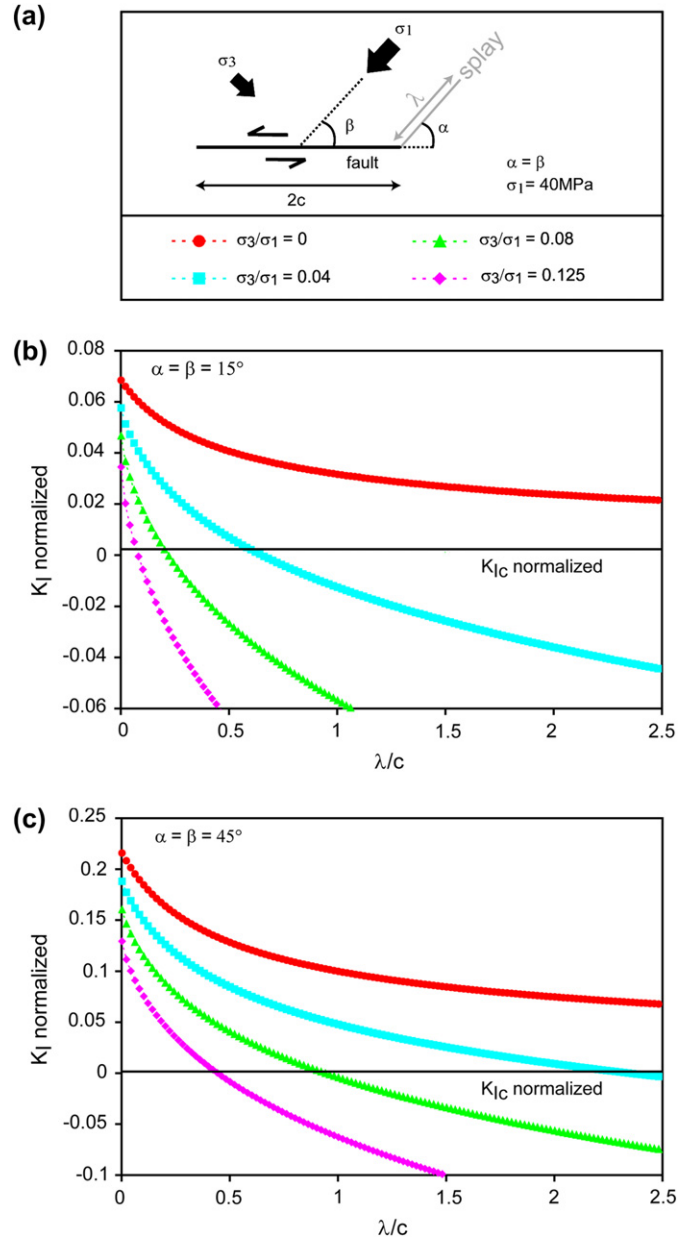 (a)
σ1
σ3
splay
λ
β
α
fault
α = β
σ1= 40MPa
2c
σ3/σ1 = 0
σ3/σ1 = 0.08
σ3/σ1 = 0.04
σ3/σ1 = 0.125
(b)
0.08
α = β = 15°
0.06
0.04
0.02
0
KIc normalized
-0.02
-0.04
-0.06
KI normalized
0 0.5 1 1.5 2 2.5
λ/c
(c)
0.25
α = β = 45°
0.2
0.15
0.1
0.05
0
KIc normalized
-0.05
-0.1
KI normalized
0 0.5 1 1.5 2 2.5
λ/c